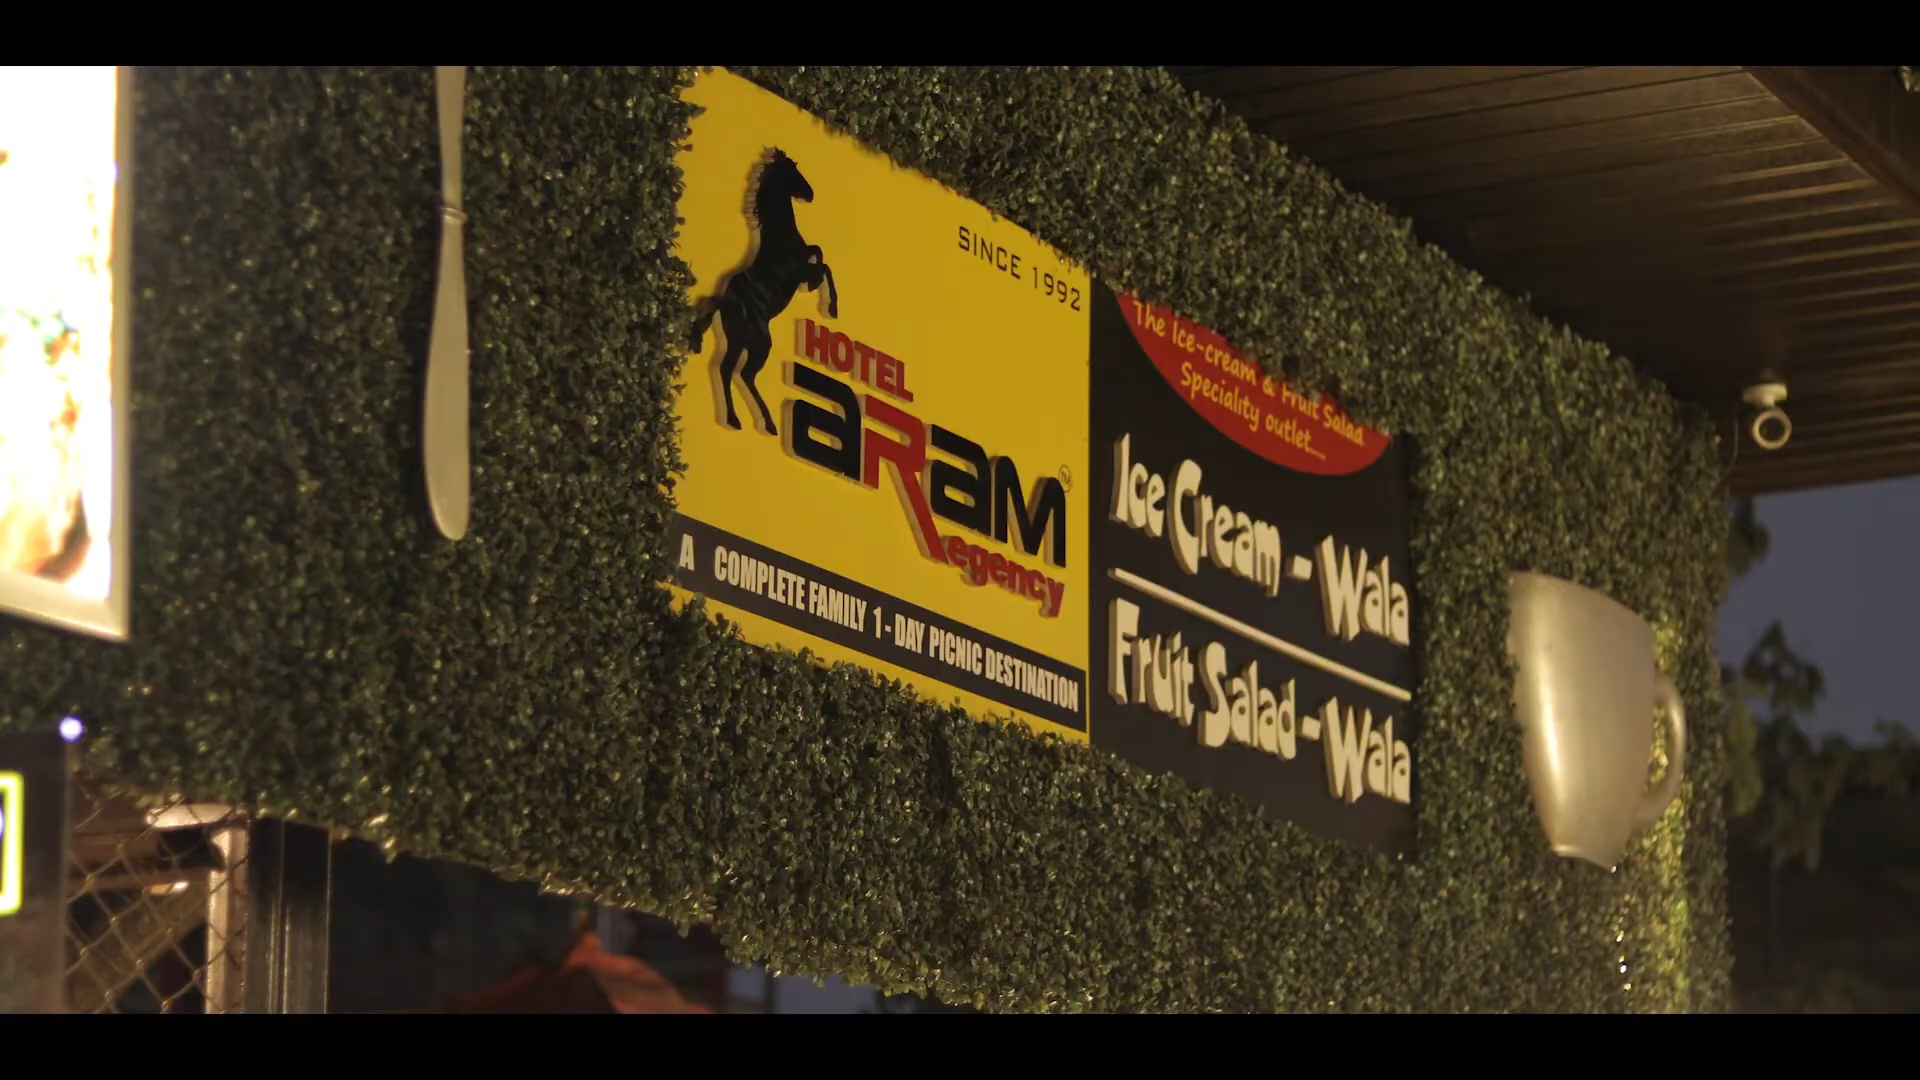 SINCE 1992
HOTEL
aRaM
TM
Regency
A COMPLETE FAMILY 1-DAY PICNIC DESTINATION
The Ice-cream & Fruit Salad
Speciality outlet....
Ice Cream - Wala
Fruit Salad - Wala